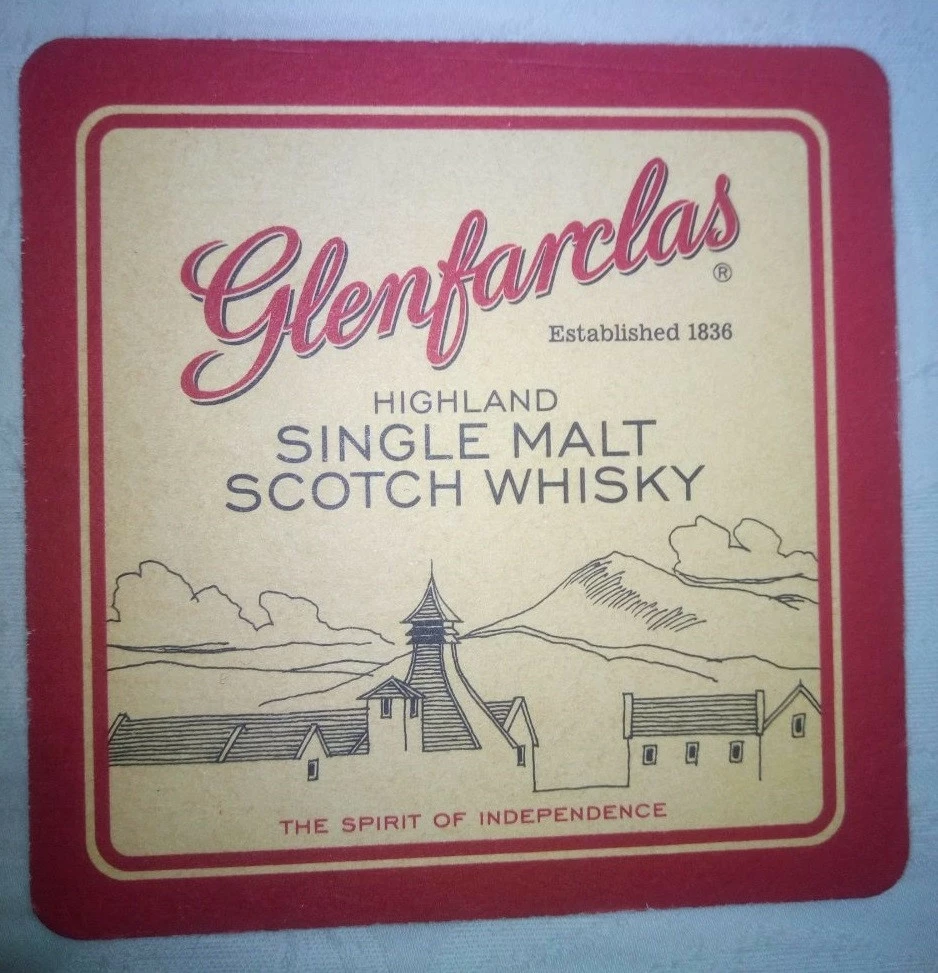 Glenfarclas
®
Established 1836
HIGHLAND
SINGLE MALT
SCOTCH WHISKY
THE SPIRIT OF INDEPENDENCE